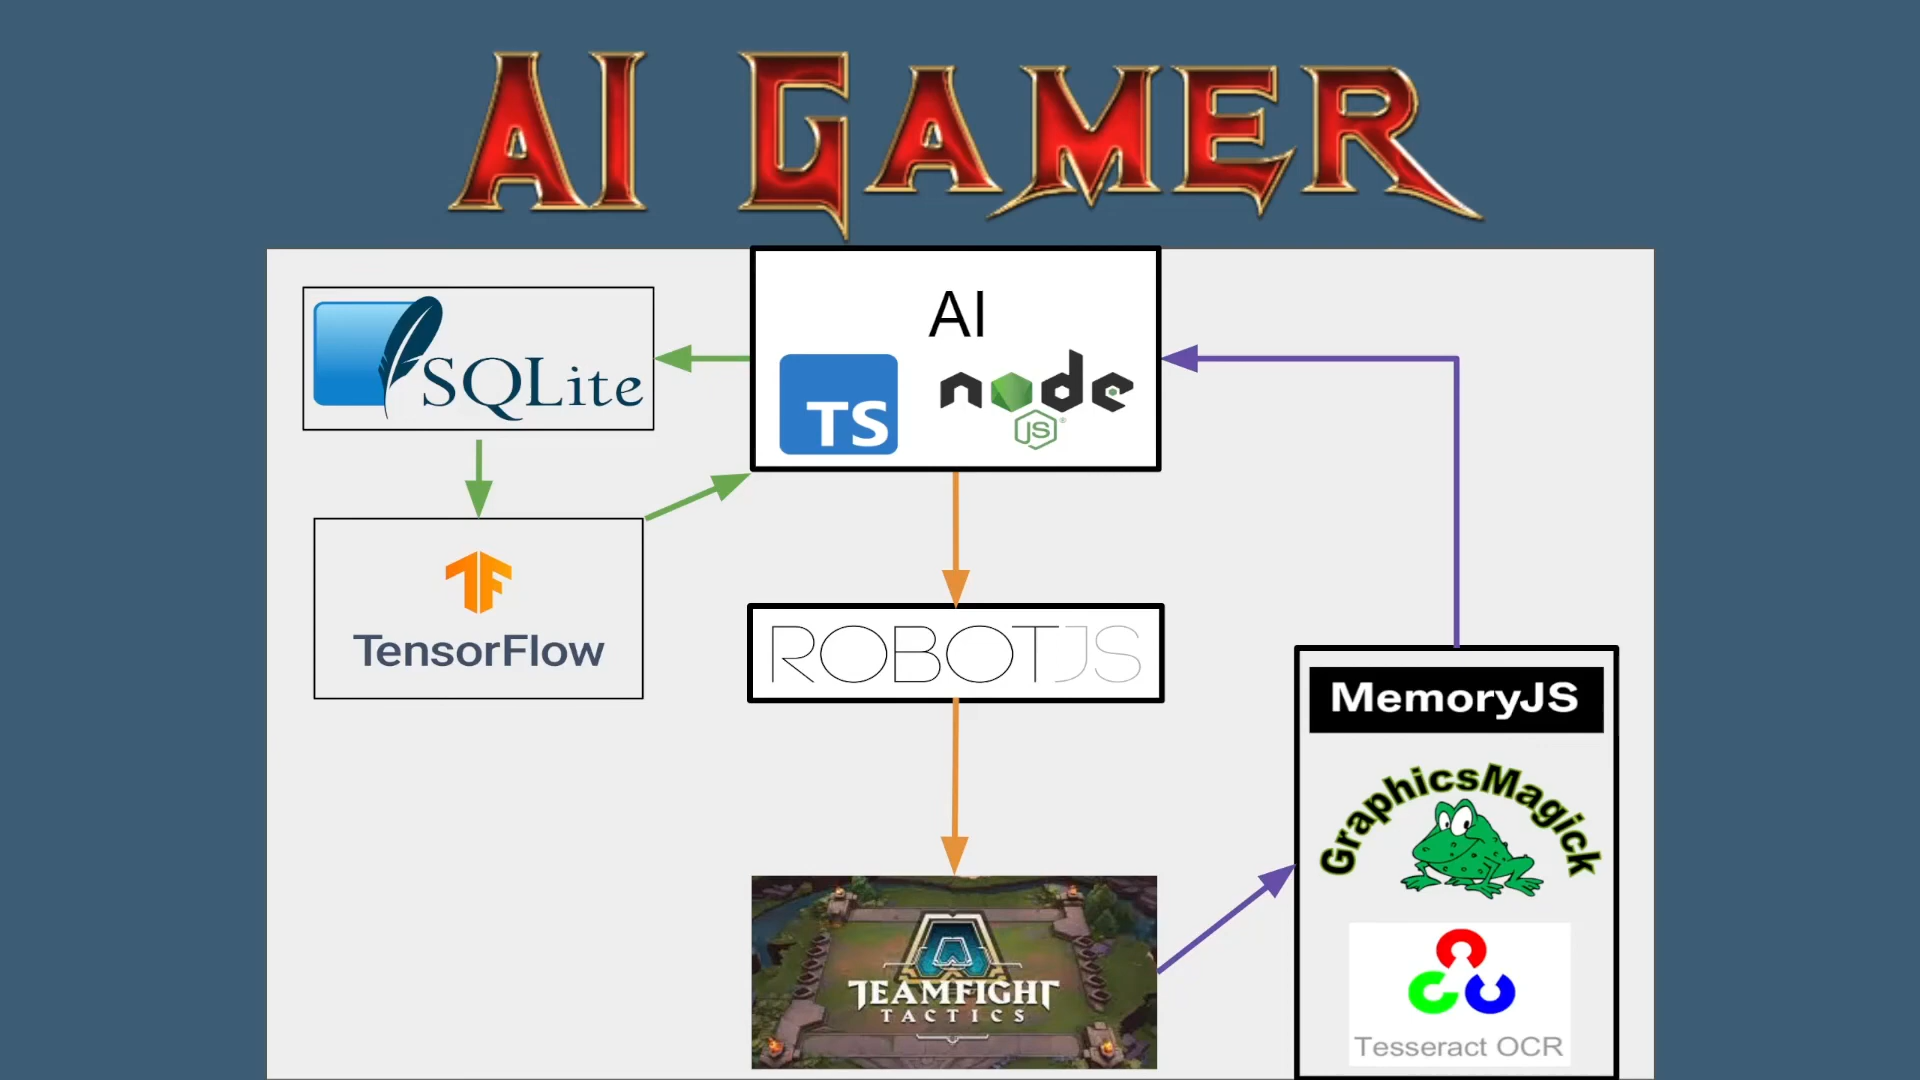 AI GAMER
SQLite
AI
TS
node
JS®
TensorFlow
ROBOTJS
MemoryJS
GraphicsMagick
TEAMFIGHT
TACTICS
Tesseract OCR